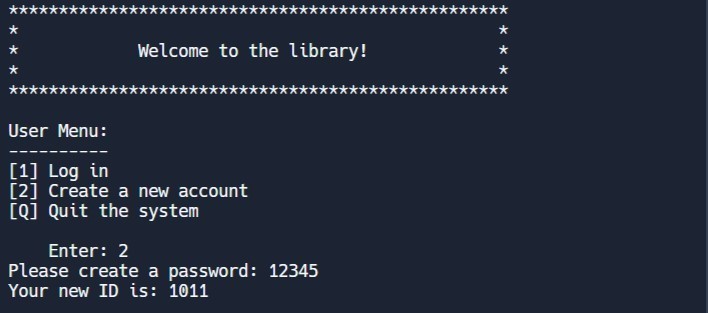 **************************************************
*                                                *
*            Welcome to the library!             *
*                                                *
**************************************************
User Menu:
----------
[1] Log in
[2] Create a new account
[Q] Quit the system
    Enter: 2
Please create a password: 12345
Your new ID is: 1011